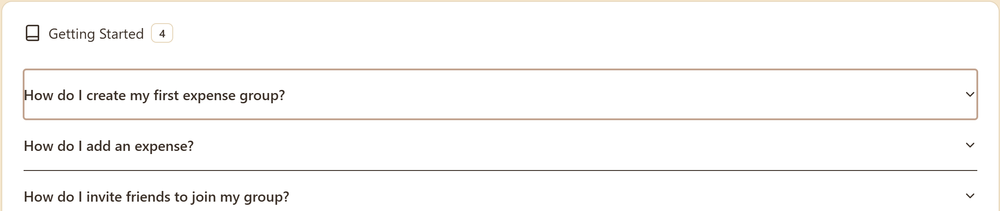 Getting Started 4
How do I create my first expense group?
How do I add an expense?
How do I invite friends to join my group?